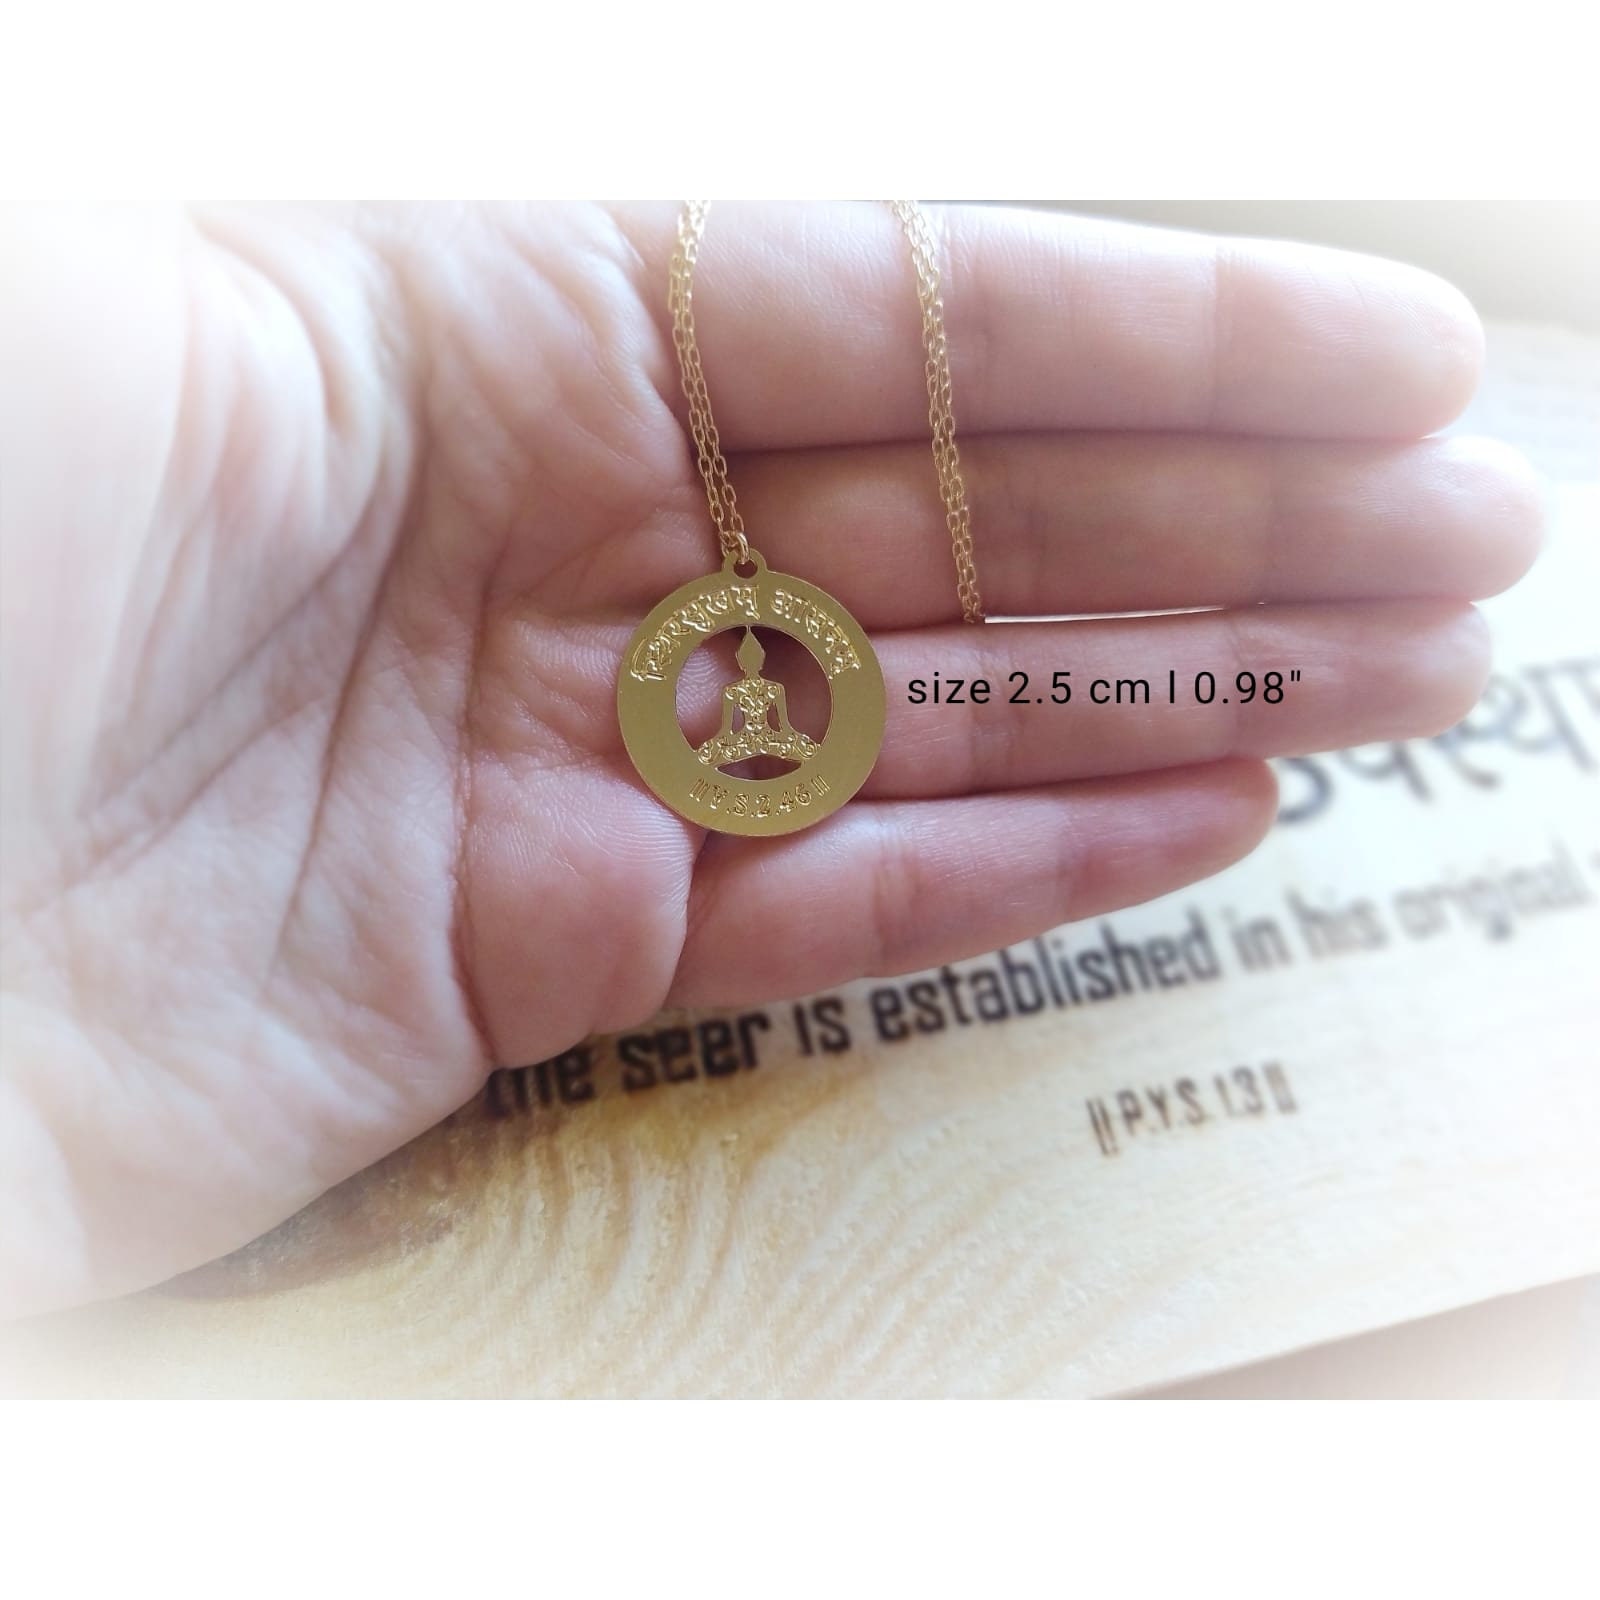 स्थिरसुखम् आसनम्
|| Y.S.2.46 ||
size 2.5 cm l 0.98"
the seer is established in his original
|| P.Y.S. 1.3 ||